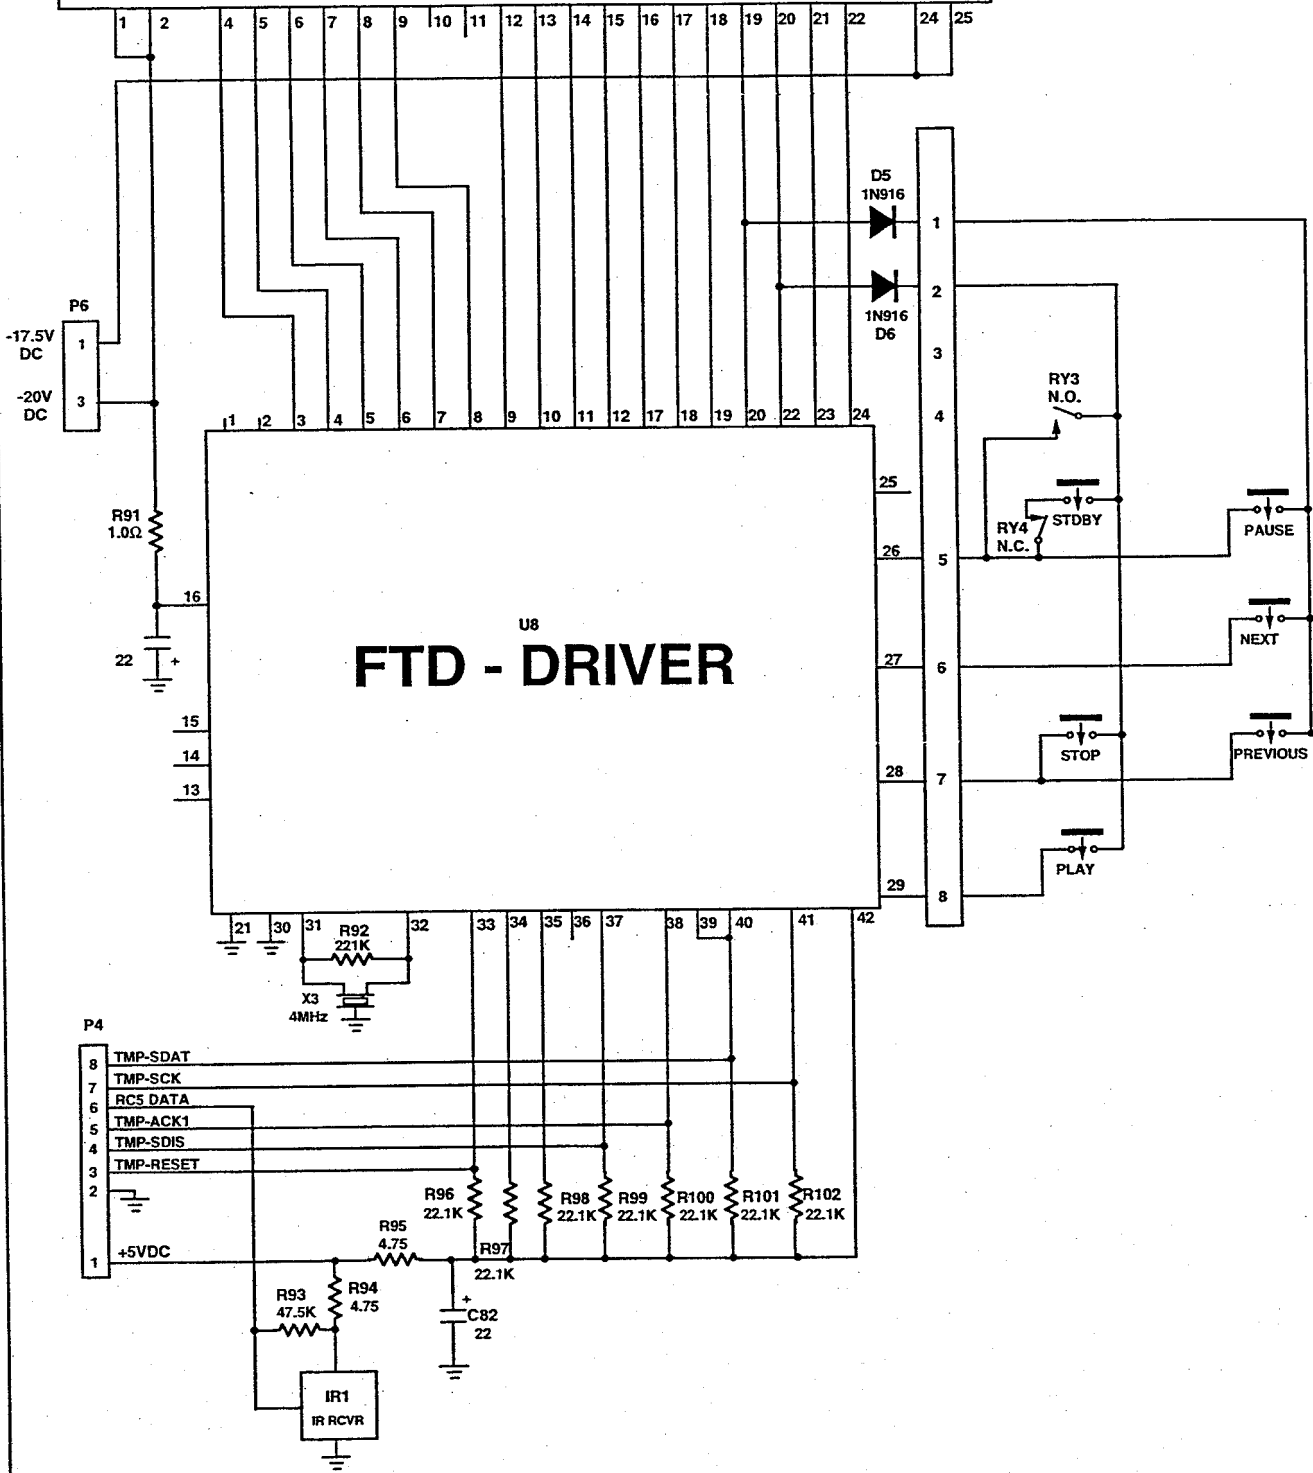 1 2 4 5 6 7 8 9 10 11 12 13 14 15 16 17 18 19 20 21 22 24 25
D5
1N916
1
2
1N916
D6
P6
-17.5V
DC
1
-20V
DC
3
3
RY3
N.O.
4
1 2 3 4 5 6 7 8 9 10 11 12 17 18 19 20 22 23 24
25
R91
1.0Ω
RY4
N.C.
STDBY
PAUSE
26
5
16
U8
FTD - DRIVER
22
+
NEXT
27
6
15
14
13
STOP
PREVIOUS
28
7
PLAY
29
8
21 30 31 32 33 34 35 36 37 38 39 40 41 42
R92
221K
X3
4MHz
P4
8 TMP-SDAT
7 TMP-SCK
6 RC5 DATA
5 TMP-ACK1
4 TMP-SDIS
3 TMP-RESET
2
R96
22.1K
R98
22.1K
R99
22.1K
R100
22.1K
R101
22.1K
R102
22.1K
R95
4.75
R97
22.1K
1 +5VDC
R93
47.5K
R94
4.75
+
C82
22
IR1
IR RCVR